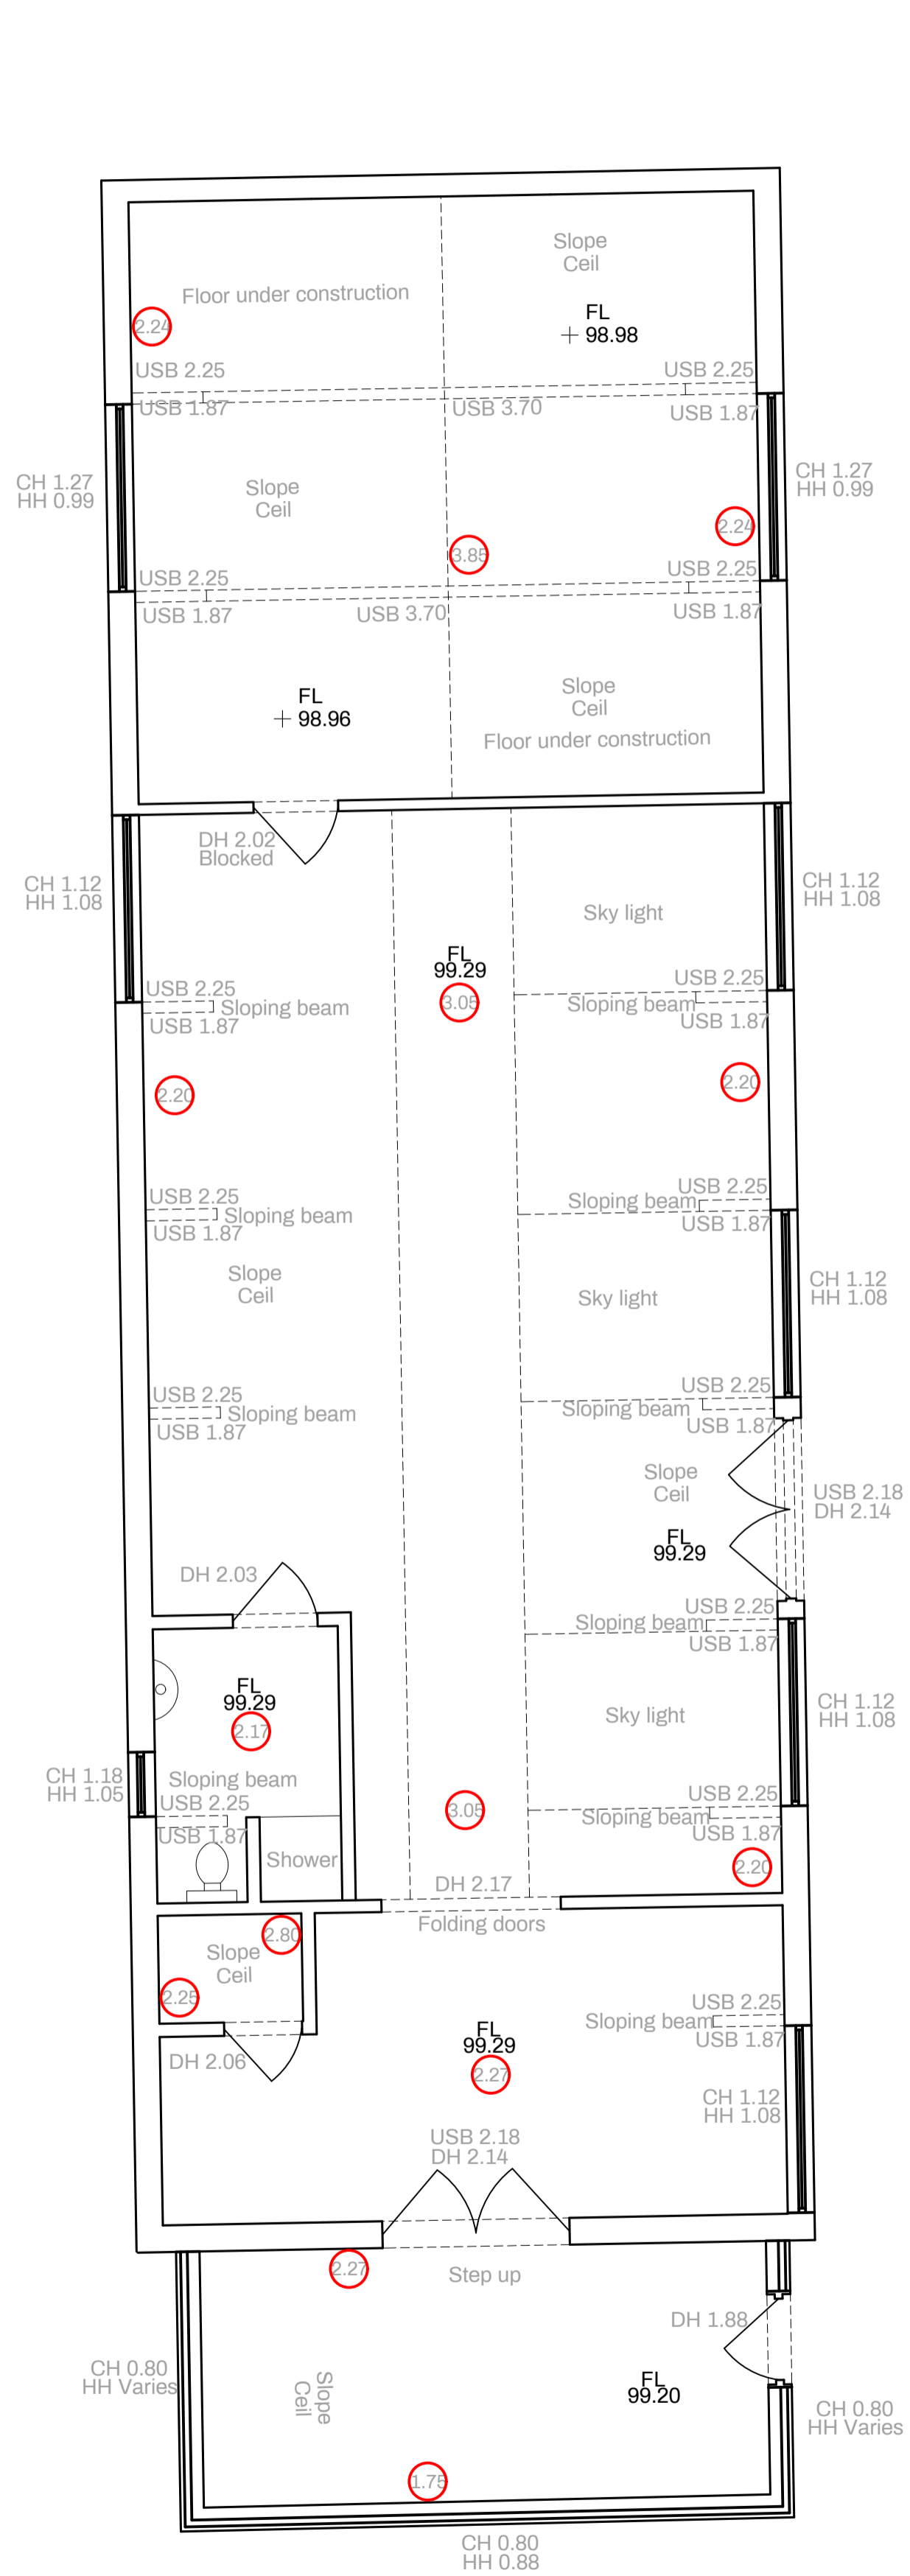 Slope
Ceil
Floor under construction
FL
98.98
2.24
USB 2.25
USB 2.25
USB 1.87
USB 3.70
USB 1.87
CH 1.27
HH 0.99
CH 1.27
HH 0.99
Slope
Ceil
2.24
3.85
USB 2.25
USB 2.25
USB 1.87
USB 3.70
USB 1.87
Slope
Ceil
FL
98.96
Floor under construction
DH 2.02
Blocked
CH 1.12
HH 1.08
CH 1.12
HH 1.08
Sky light
FL
99.29
3.05
USB 2.25
Sloping beam
USB 1.87
USB 2.25
Sloping beam
USB 1.87
2.20
2.20
USB 2.25
Sloping beam
USB 1.87
USB 2.25
Sloping beam
USB 1.87
Slope
Ceil
Sky light
CH 1.12
HH 1.08
USB 2.25
Sloping beam
USB 1.87
USB 2.25
Sloping beam
USB 1.87
Slope
Ceil
USB 2.18
DH 2.14
FL
99.29
DH 2.03
USB 2.25
Sloping beam
USB 1.87
FL
99.29
2.17
Sky light
CH 1.12
HH 1.08
CH 1.18
HH 1.05
Sloping beam
USB 2.25
USB 1.87
3.05
USB 2.25
Sloping beam
USB 1.87
Shower
2.20
DH 2.17
Folding doors
2.80
Slope
Ceil
2.25
USB 2.25
Sloping beam
USB 1.87
FL
99.29
2.27
DH 2.06
CH 1.12
HH 1.08
USB 2.18
DH 2.14
2.27
Step up
DH 1.88
CH 0.80
HH Varies
Slope
Ceil
FL
99.20
CH 0.80
HH Varies
1.75
CH 0.80
HH 0.88